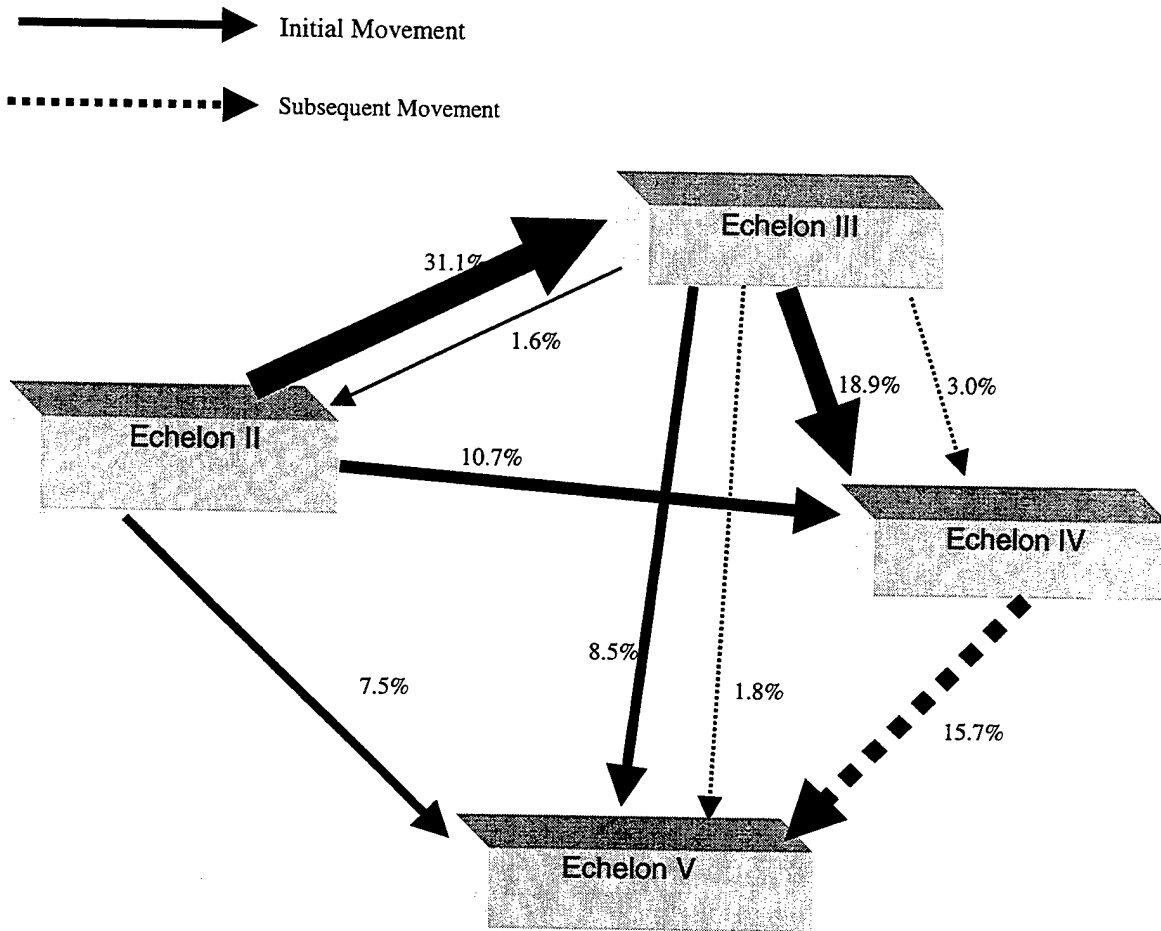 Initial Movement
Subsequent Movement
Echelon III
31.1%
1.6%
18.9%
3.0%
Echelon II
10.7%
Echelon IV
8.5%
7.5%
1.8%
15.7%
Echelon V